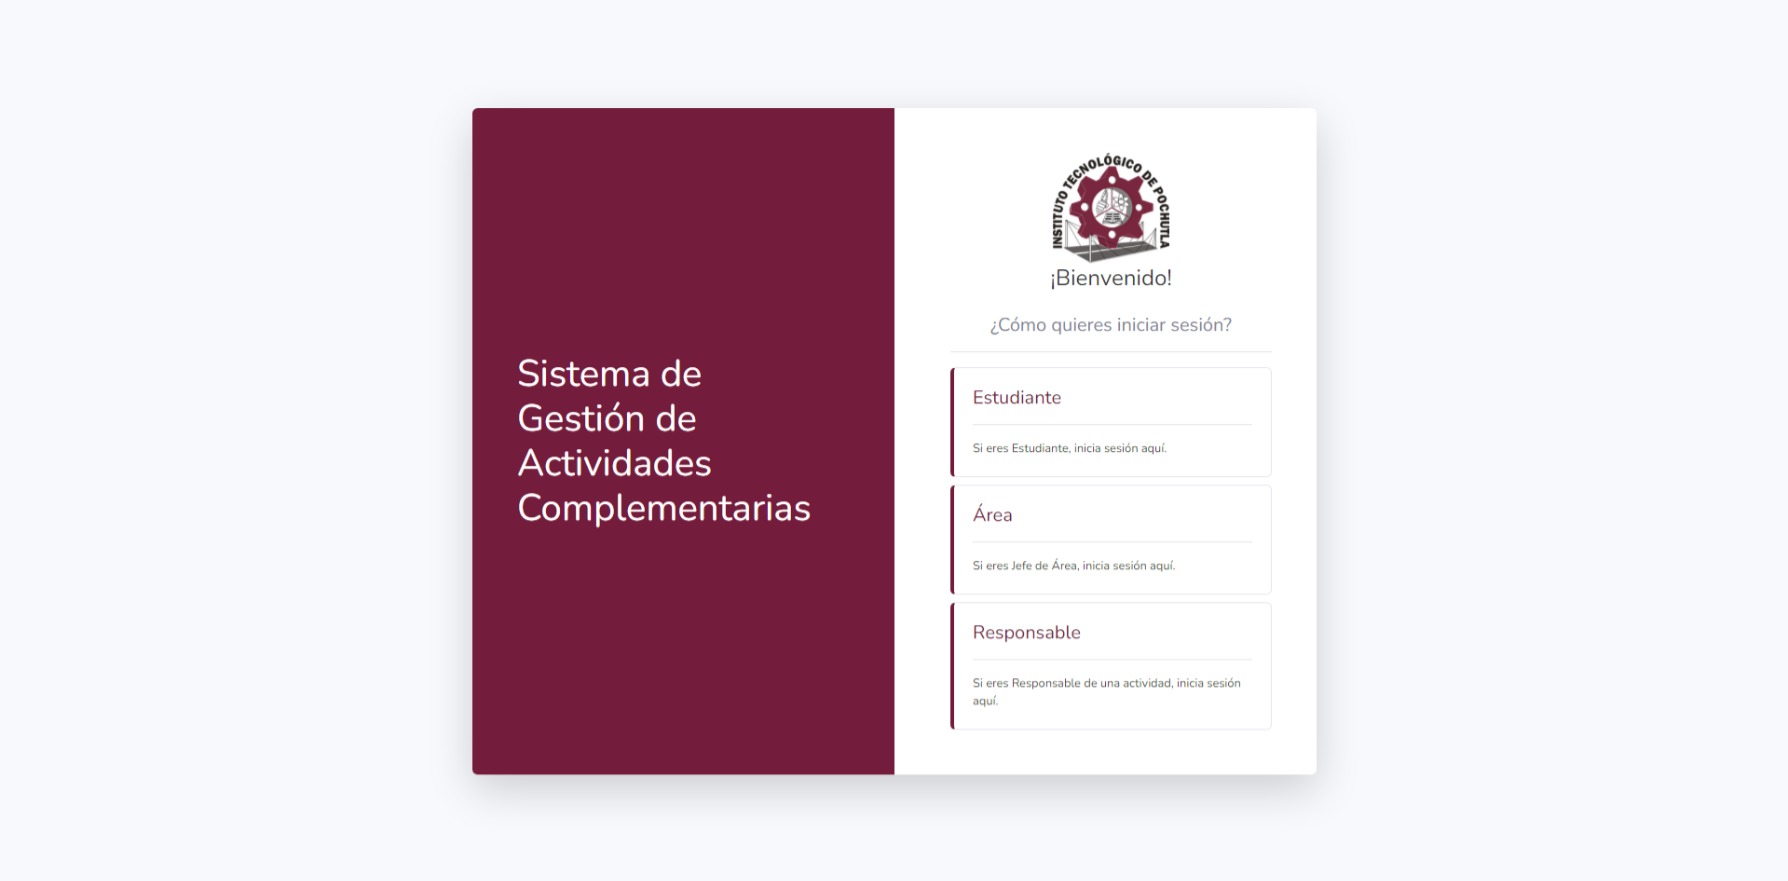 Sistema de
Gestión de
Actividades
Complementarias
INSTITUTO TECNOLÓGICO DE POCHUTLA
¡Bienvenido!
¿Cómo quieres iniciar sesión?
Estudiante
Si eres Estudiante, inicia sesión aquí.
Área
Si eres Jefe de Área, inicia sesión aquí.
Responsable
Si eres Responsable de una actividad, inicia sesión
aquí.